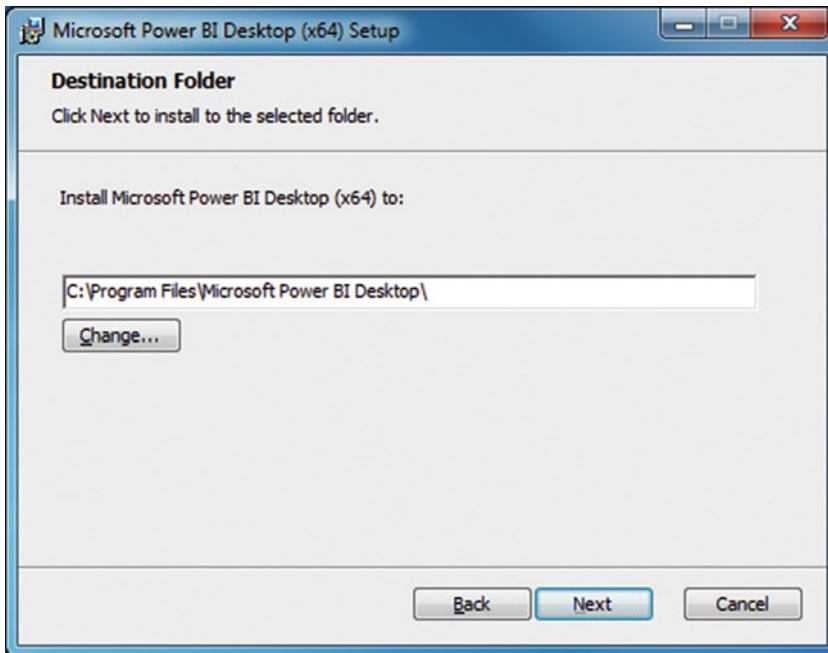 Microsoft Power BI Desktop (x64) Setup
Destination Folder
Click Next to install to the selected folder.
Install Microsoft Power BI Desktop (x64) to:
C:\Program Files\Microsoft Power BI Desktop\
Change...
Back Next Cancel